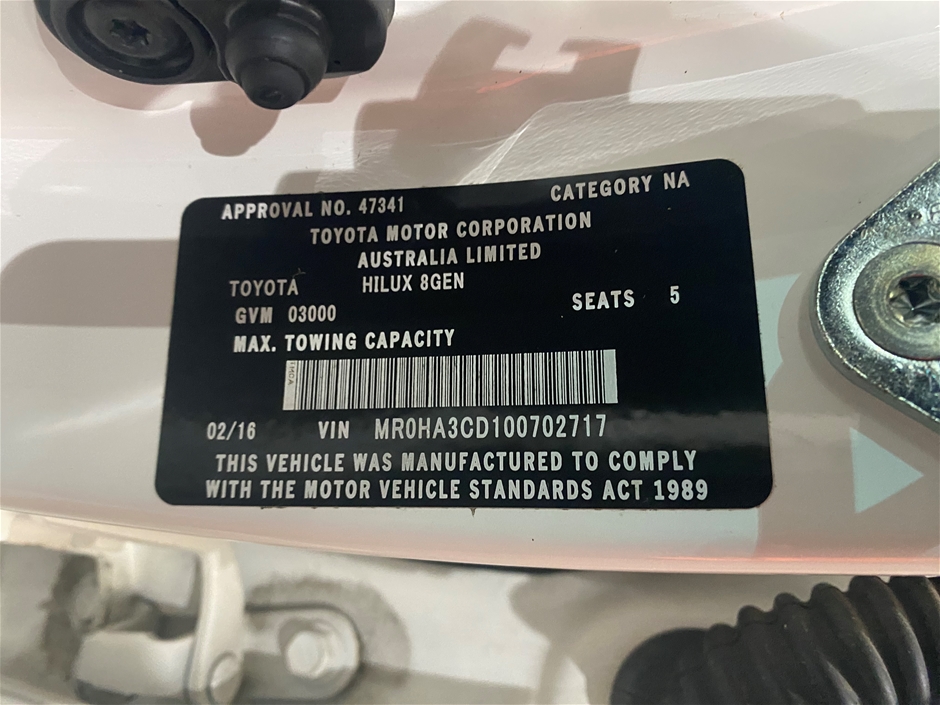 APPROVAL NO. 47341 CATEGORY NA
TOYOTA MOTOR CORPORATION
AUSTRALIA LIMITED
TOYOTA HILUX 8GEN
GVM 03000 SEATS 5
MAX. TOWING CAPACITY
02/16 VIN MR0HA3CD100702717
THIS VEHICLE WAS MANUFACTURED TO COMPLY
WITH THE MOTOR VEHICLE STANDARDS ACT 1989